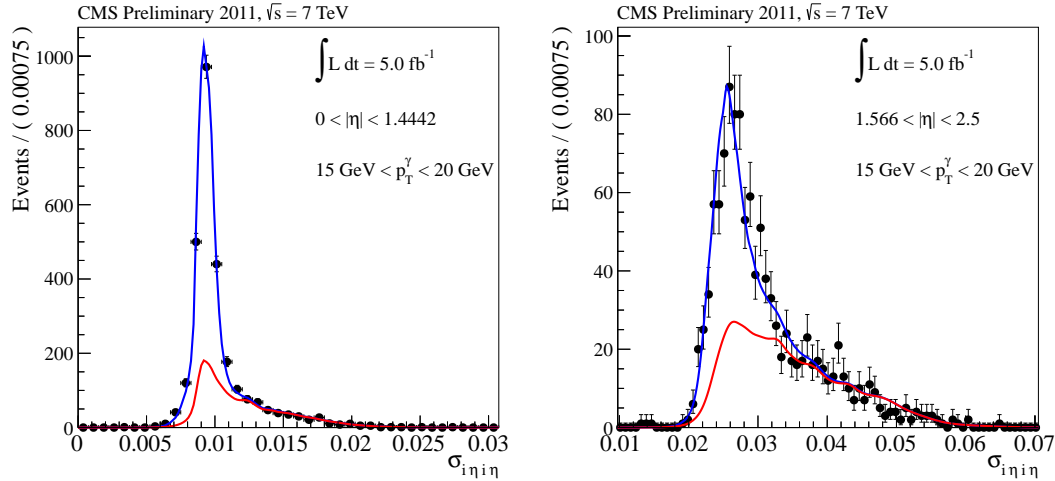 CMS Preliminary 2011, √s = 7 TeV
Events / ( 0.00075 )
1000
800
600
400
200
0
∫ L dt = 5.0 fb⁻¹
0 < |η| < 1.4442
15 GeV < p_T^γ < 20 GeV
0 0.005 0.01 0.015 0.02 0.025 0.03
σ_{iηiη}
CMS Preliminary 2011, √s = 7 TeV
Events / ( 0.00075 )
100
80
60
40
20
0
∫ L dt = 5.0 fb⁻¹
1.566 < |η| < 2.5
15 GeV < p_T^γ < 20 GeV
0.01 0.02 0.03 0.04 0.05 0.06 0.07
σ_{iηiη}